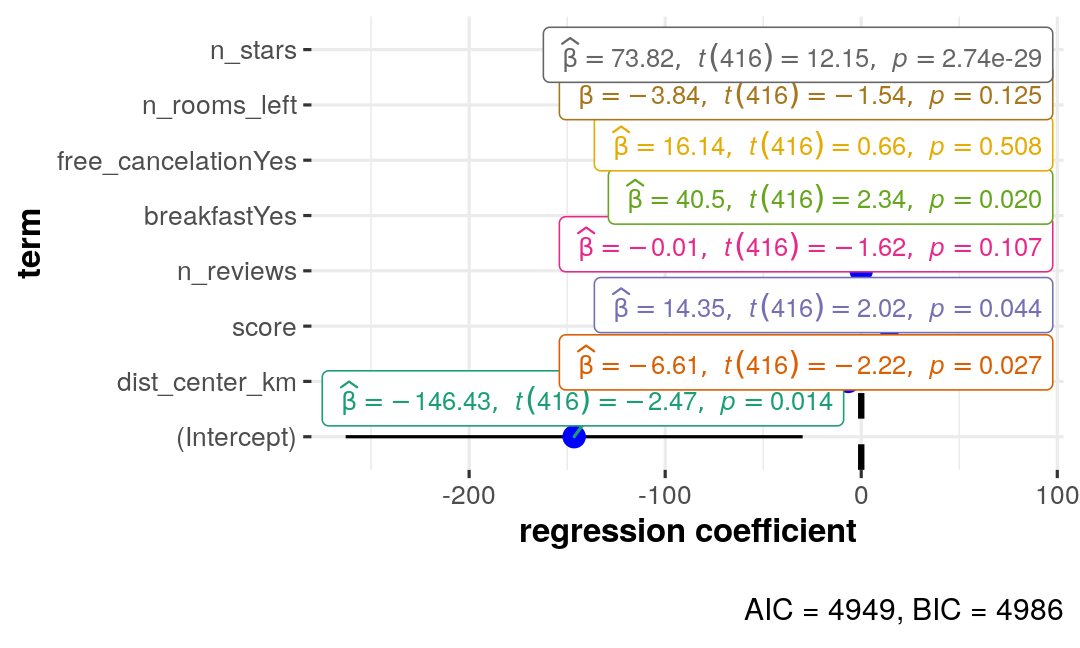 n_stars
β̂ = 73.82, t(416) = 12.15, p = 2.74e-29
n_rooms_left
β = −3.84, t(416) = −1.54, p = 0.125
free_cancelationYes
β̂ = 16.14, t(416) = 0.66, p = 0.508
breakfastYes
β̂ = 40.5, t(416) = 2.34, p = 0.020
n_reviews
β̂ = −0.01, t(416) = −1.62, p = 0.107
score
β̂ = 14.35, t(416) = 2.02, p = 0.044
dist_center_km
β̂ = −6.61, t(416) = −2.22, p = 0.027
β̂ = −146.43, t(416) = −2.47, p = 0.014
(Intercept)
term
-200 -100 0 100
regression coefficient
AIC = 4949, BIC = 4986